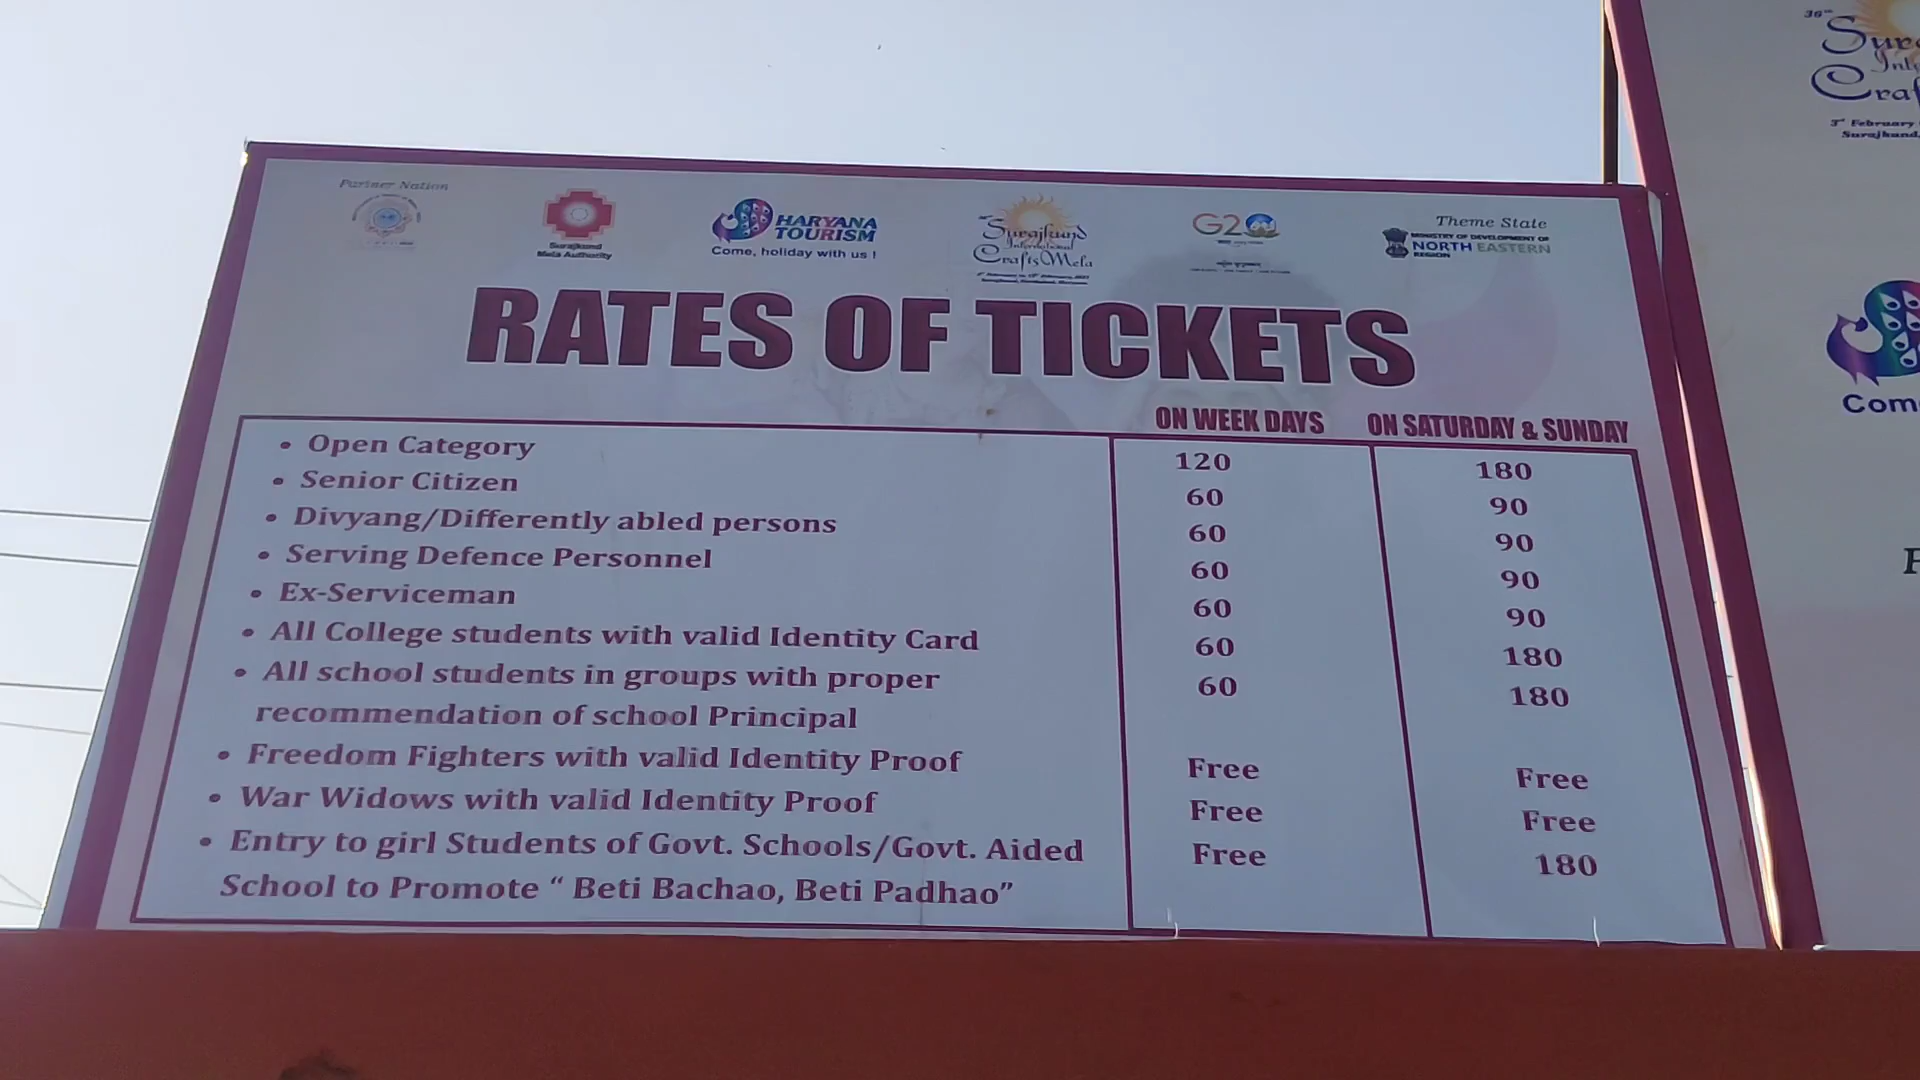 Partner Nation
Surajkund
Mela Authority
HARYANA
TOURISM
Come, holiday with us !
Surajkund
International
Crafts Mela
G20
Theme State
MINISTRY OF DEVELOPMENT OF
NORTH EASTERN
REGION
RATES OF TICKETS
ON WEEK DAYS ON SATURDAY & SUNDAY
• Open Category 120 180
• Senior Citizen 60 90
• Divyang/Differently abled persons 60 90
• Serving Defence Personnel 60 90
• Ex-Serviceman 60 90
• All College students with valid Identity Card 60 180
• All school students in groups with proper 60 180
recommendation of school Principal
• Freedom Fighters with valid Identity Proof Free Free
• War Widows with valid Identity Proof Free Free
• Entry to girl Students of Govt. Schools/Govt. Aided Free 180
School to Promote “ Beti Bachao, Beti Padhao”
36th
3rd February
Surajkund,
Com